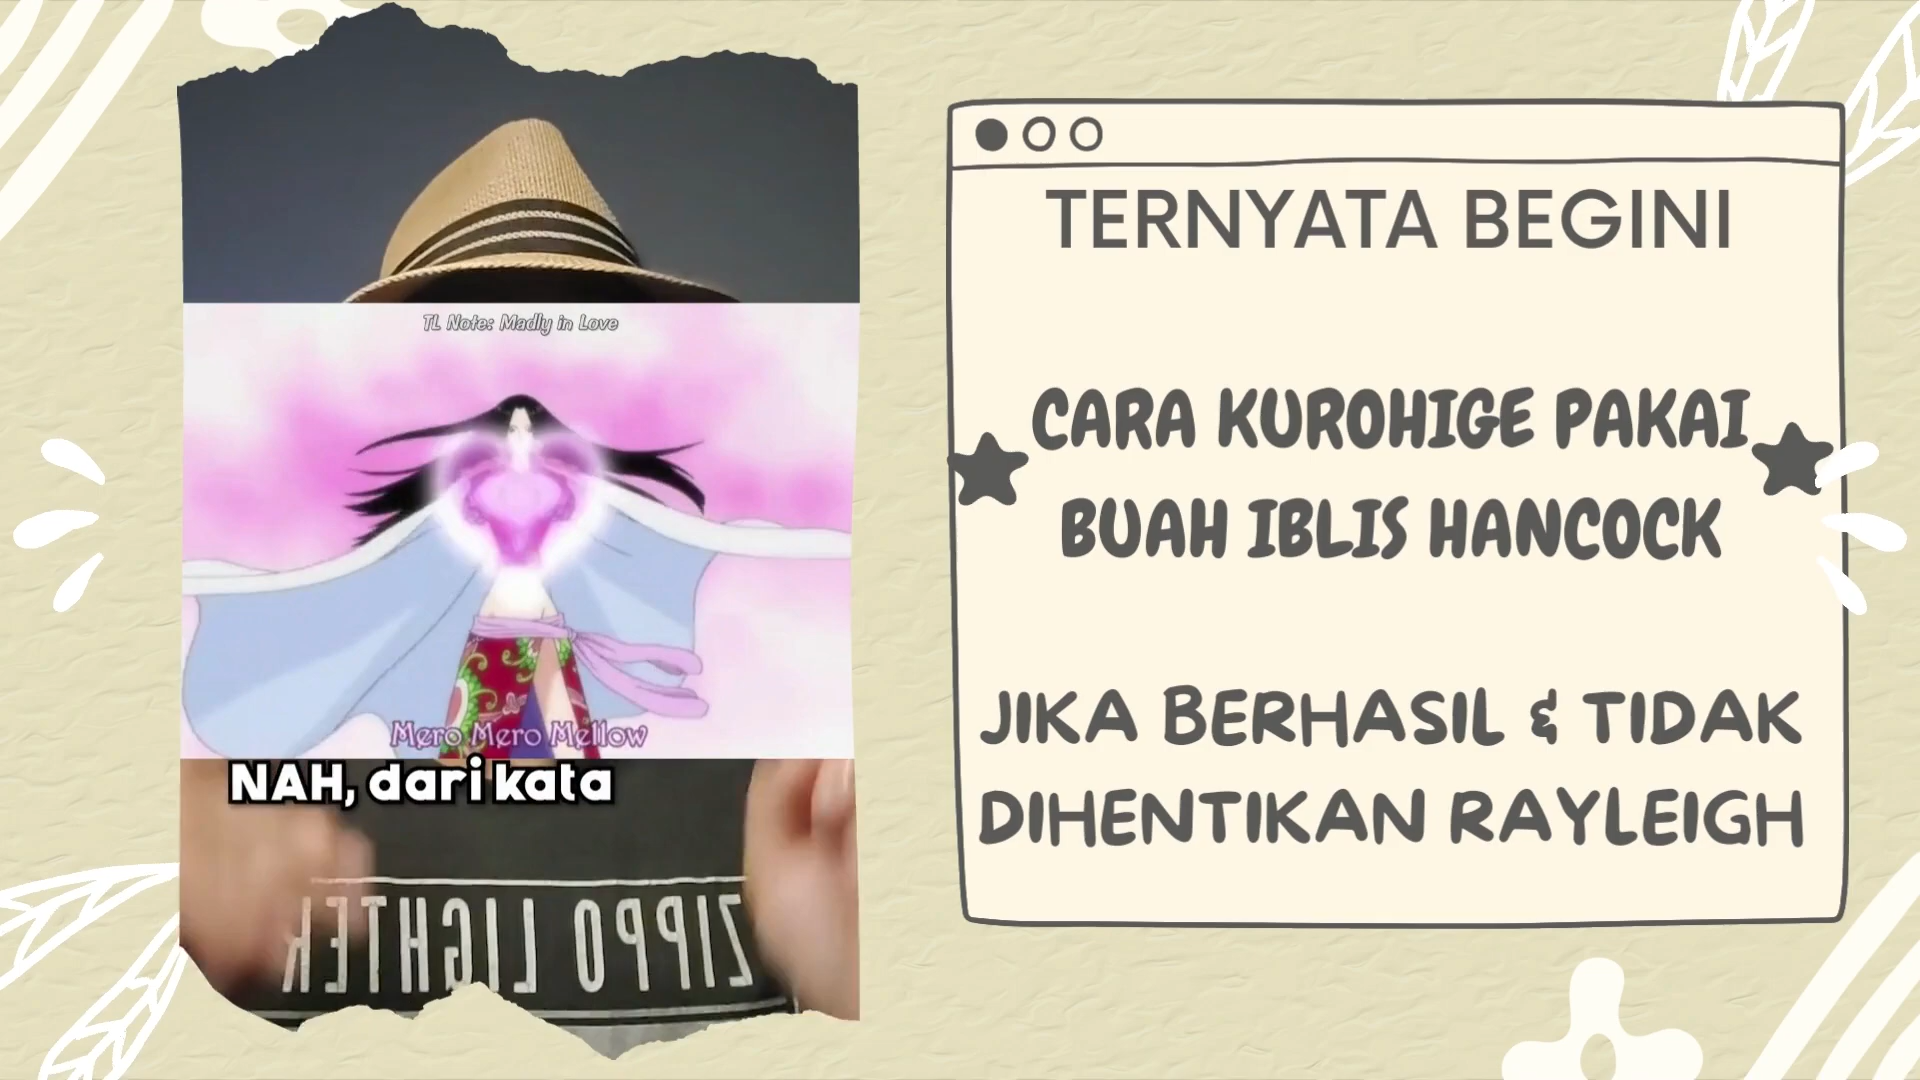 TL Note: Madly in Love
Mero Mero Mellow
NAH, dari kata
ZIPPO LIGHTER
TERNYATA BEGINI
CARA KUROHIGE PAKAI
BUAH IBLIS HANCOCK
JIKA BERHASIL & TIDAK
DIHENTIKAN RAYLEIGH